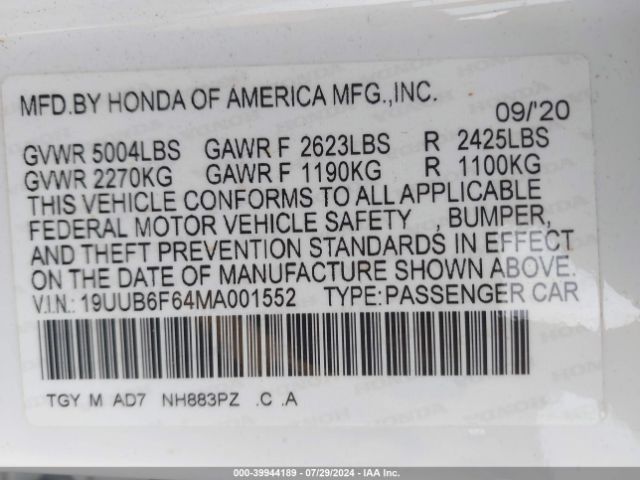 MFD.BY HONDA OF AMERICA MFG.,INC.
09/'20
GVWR 5004LBS GAWR F 2623LBS R 2425LBS
GVWR 2270KG GAWR F 1190KG R 1100KG
THIS VEHICLE CONFORMS TO ALL APPLICABLE
FEDERAL MOTOR VEHICLE SAFETY , BUMPER,
AND THEFT PREVENTION STANDARDS IN EFFECT
ON THE DATE OF MANUFACTURE SHOWN ABOVE.
V.I.N.: 19UUB6F64MA001552 TYPE:PASSENGER CAR
TGY M AD7 NH883PZ .C .A
000-39944189 - 07/29/2024 - IAAI.com